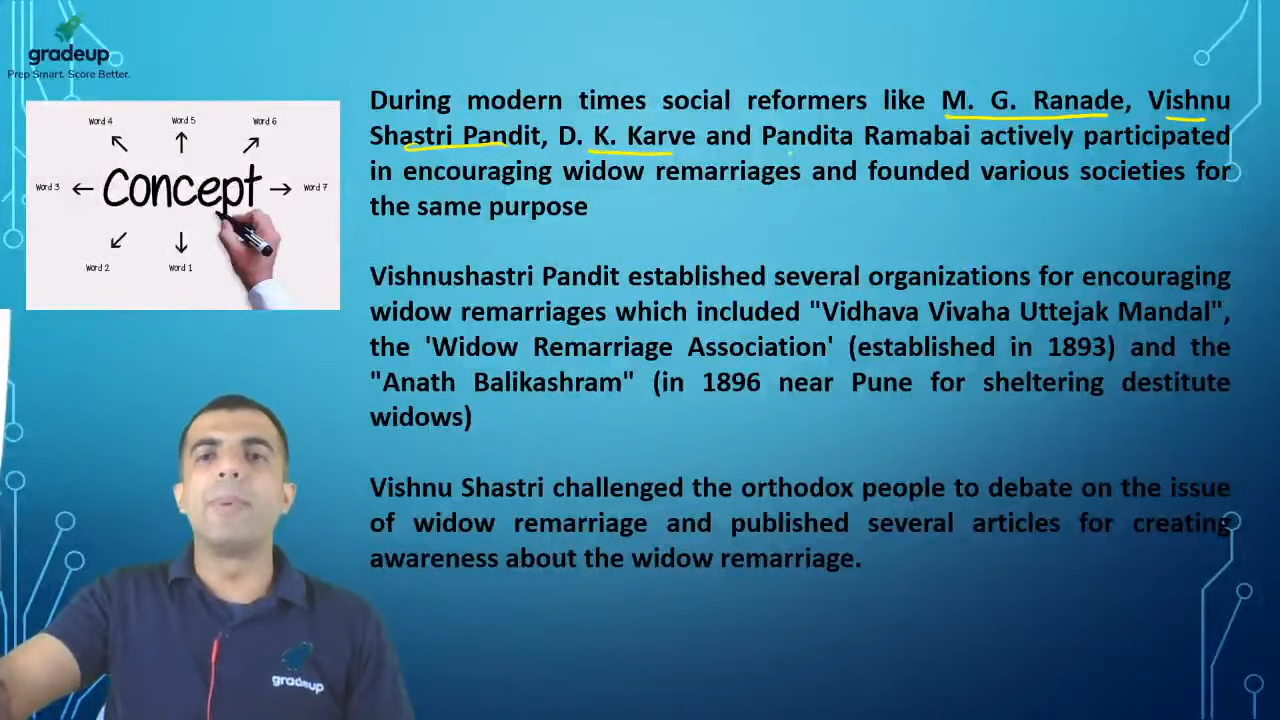 gradeup
Prep Smart. Score Better.
Word 4
Word 5
Word 6
Word 3
Concept
Word 7
Word 2
Word 1
During modern times social reformers like M. G. Ranade, Vishnu
Shastri Pandit, D. K. Karve and Pandita Ramabai actively participated
in encouraging widow remarriages and founded various societies for
the same purpose
Vishnushastri Pandit established several organizations for encouraging
widow remarriages which included "Vidhava Vivaha Uttejak Mandal",
the 'Widow Remarriage Association' (established in 1893) and the
"Anath Balikashram" (in 1896 near Pune for sheltering destitute
widows)
Vishnu Shastri challenged the orthodox people to debate on the issue
of widow remarriage and published several articles for creating
awareness about the widow remarriage.
gradeup